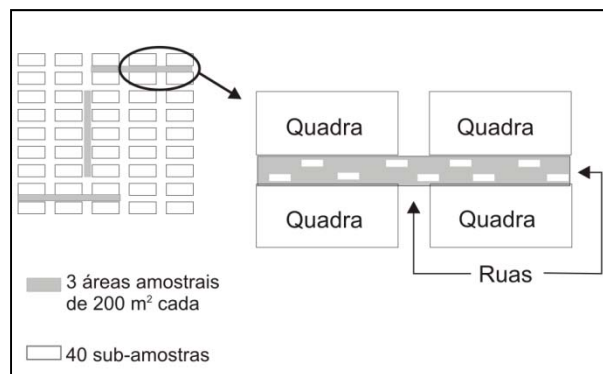 Quadra
Quadra
Quadra
Quadra
Ruas
3 áreas amostrais
de 200 m² cada
40 sub-amostras